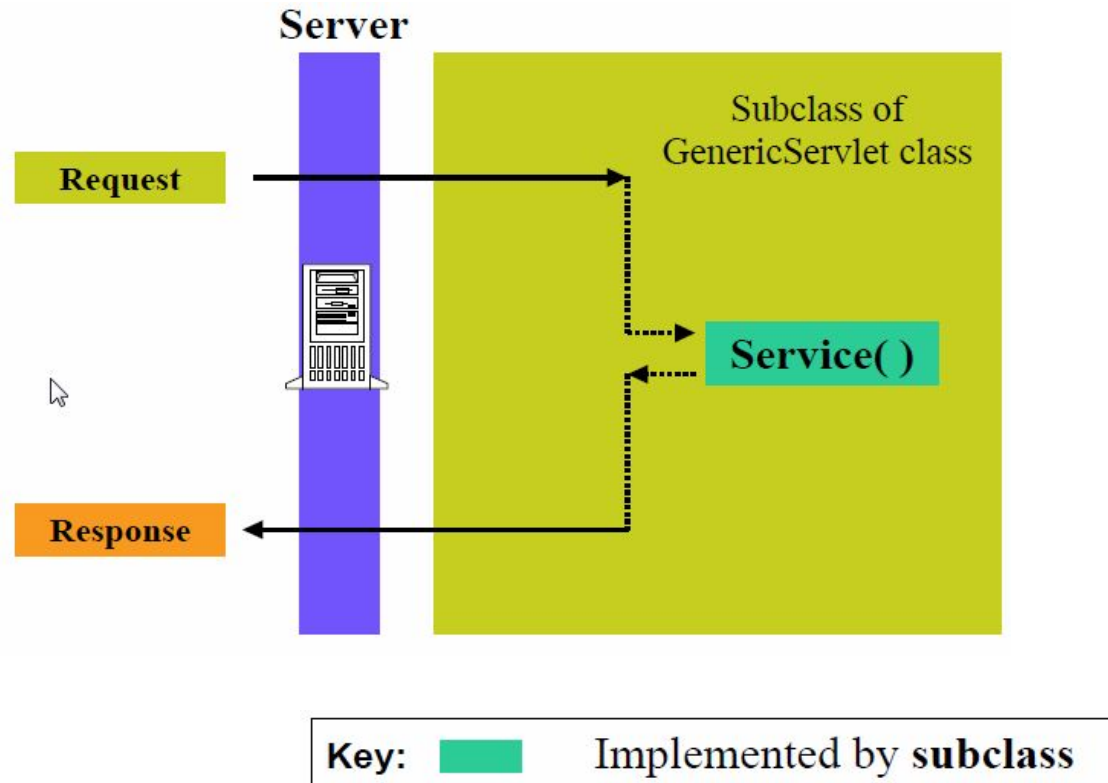 Server
Subclass of
GenericServlet class
Request
Service( )
Response
Key: Implemented by subclass